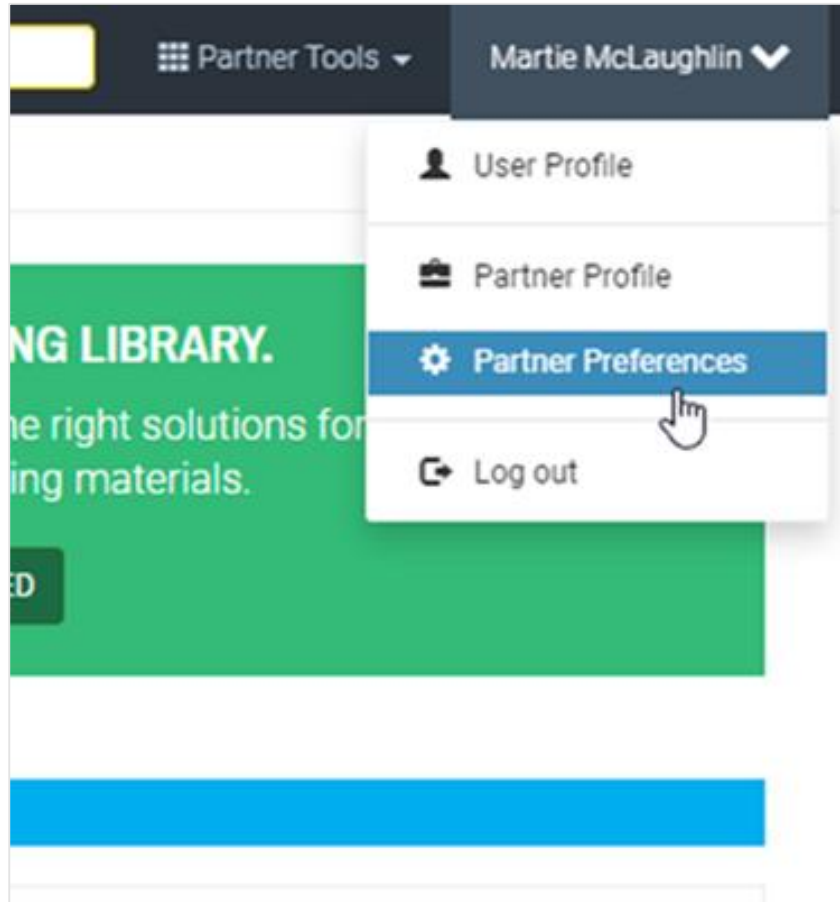 Partner Tools
Martie McLaughlin
User Profile
Partner Profile
Partner Preferences
Log out
NG LIBRARY.
e right solutions for
ing materials.
ED